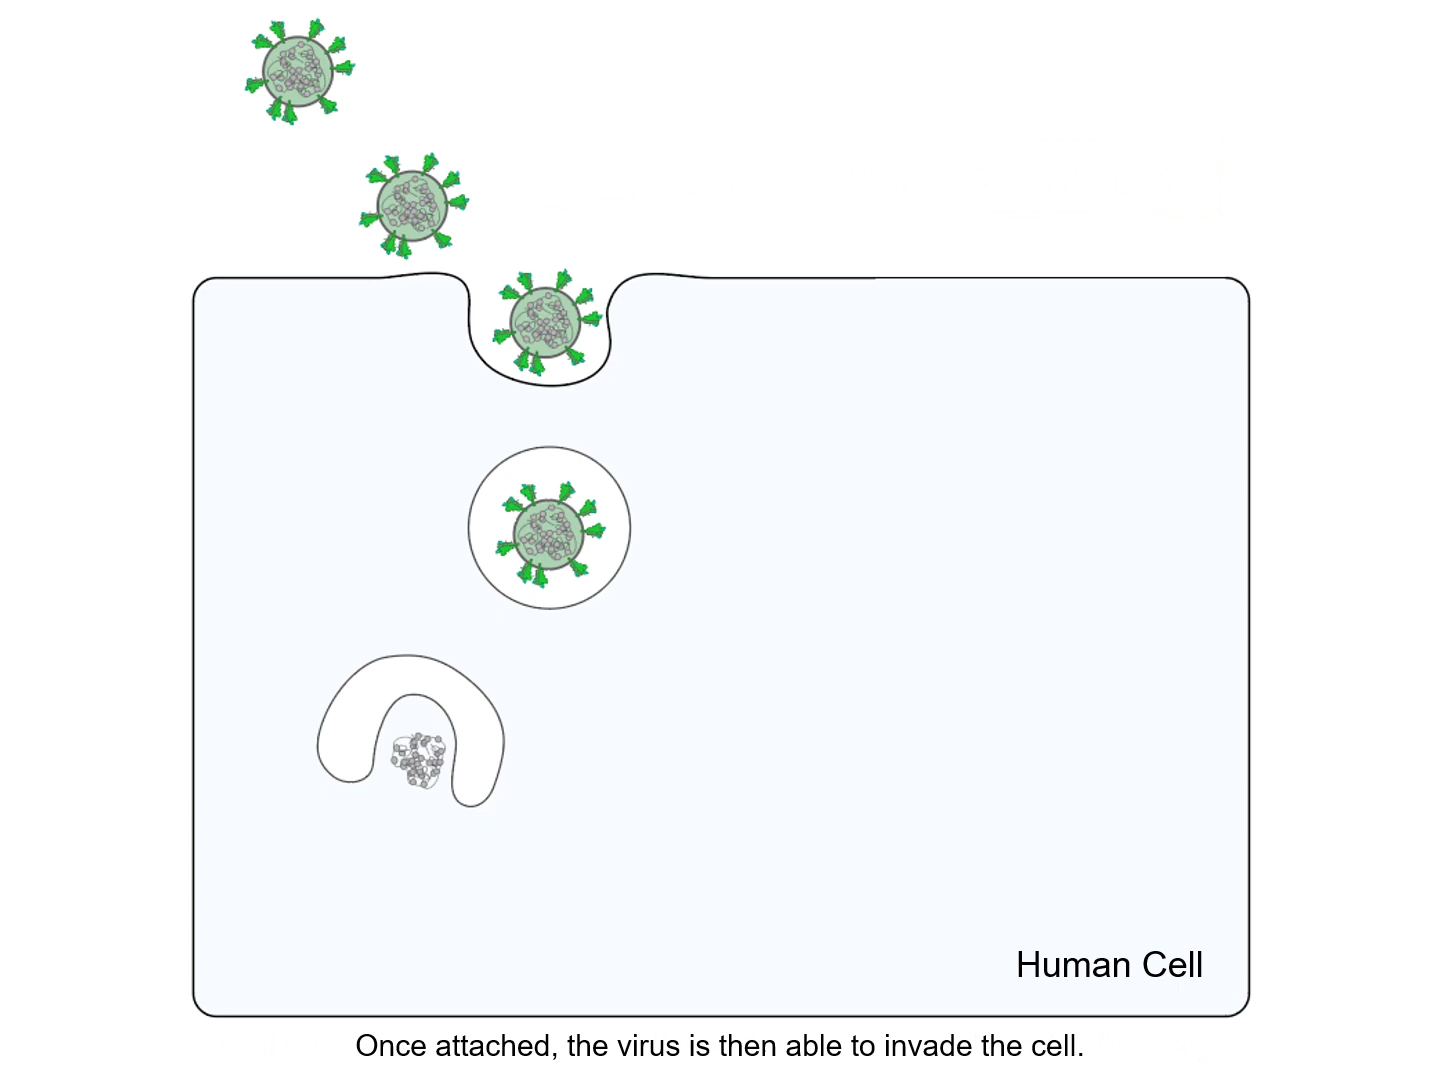 Human Cell
Once attached, the virus is then able to invade the cell.